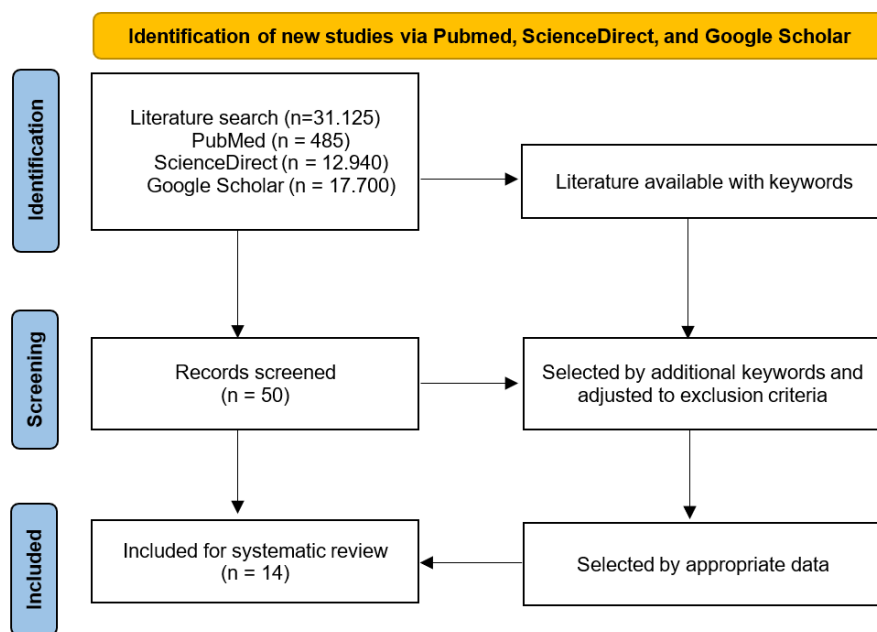 Identification of new studies via Pubmed, ScienceDirect, and Google Scholar
Identification
Literature search (n=31.125)
PubMed (n = 485)
ScienceDirect (n = 12.940)
Google Scholar (n = 17.700)
Literature available with keywords
Screening
Records screened
(n = 50)
Selected by additional keywords and
adjusted to exclusion criteria
Included
Included for systematic review
(n = 14)
Selected by appropriate data